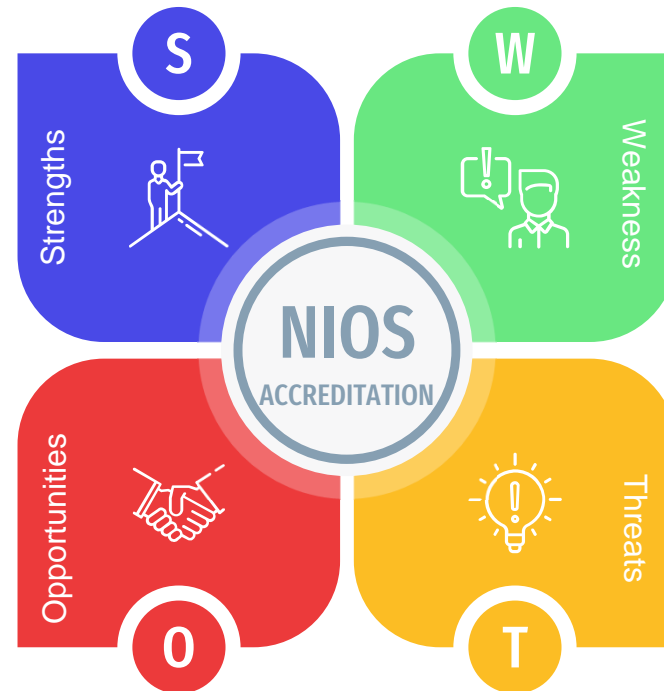 S
Strengths
W
Weakness
NIOS
ACCREDITATION
Opportunities
O
Threats
T